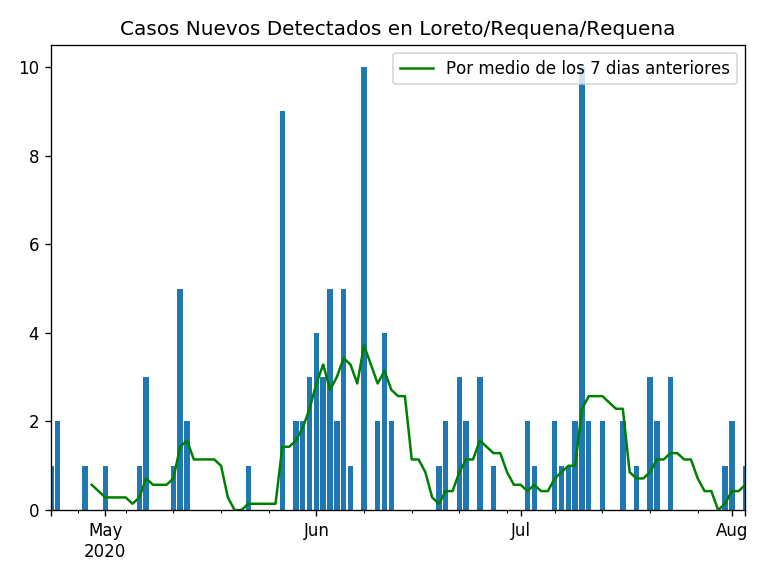 Casos Nuevos Detectados en Loreto/Requena/Requena
Por medio de los 7 dias anteriores
10
8
6
4
2
0
May Jun Jul Aug
2020